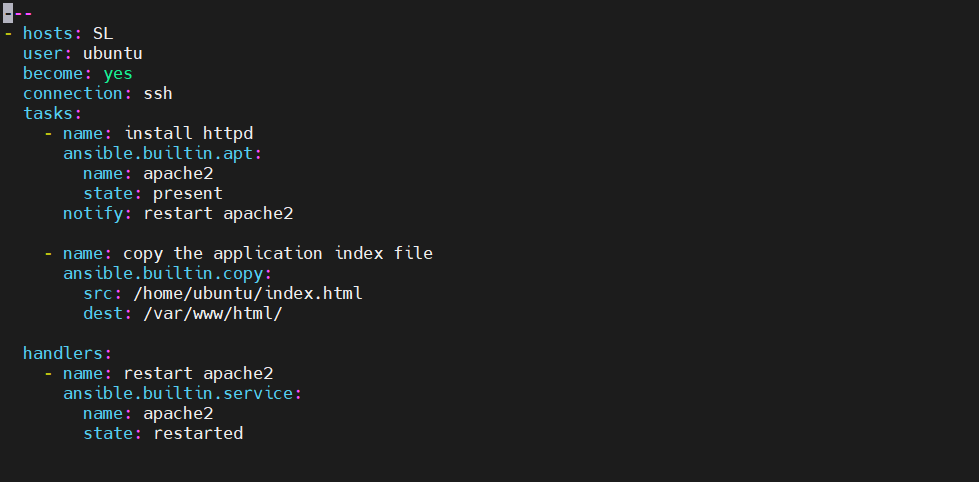 ---
- hosts: SL
  user: ubuntu
  become: yes
  connection: ssh
  tasks:
    - name: install httpd
      ansible.builtin.apt:
        name: apache2
        state: present
      notify: restart apache2

    - name: copy the application index file
      ansible.builtin.copy:
        src: /home/ubuntu/index.html
        dest: /var/www/html/

  handlers:
    - name: restart apache2
      ansible.builtin.service:
        name: apache2
        state: restarted